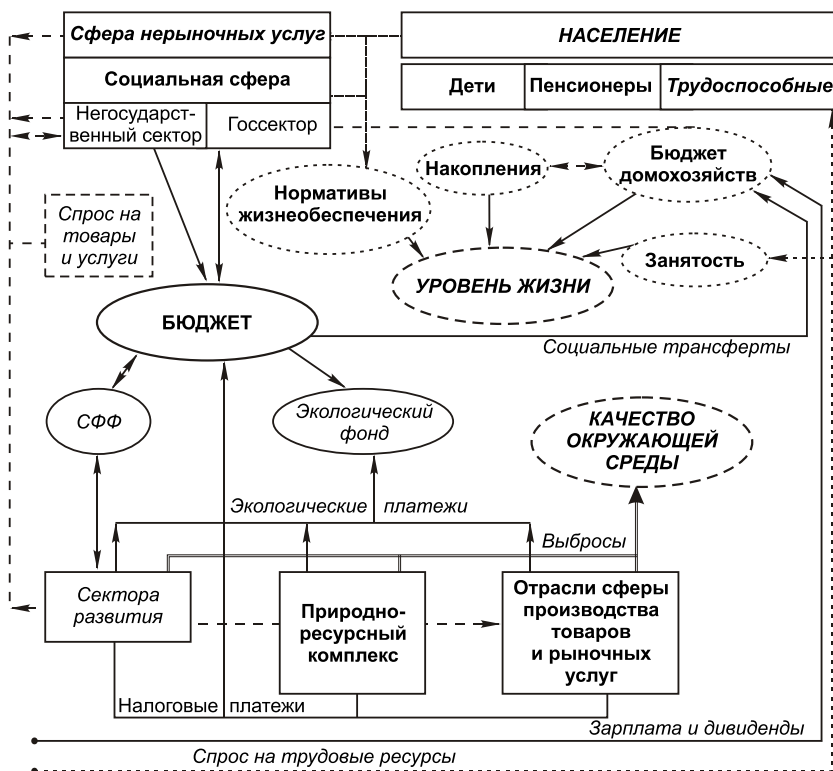 Сфера нерыночных услуг
НАСЕЛЕНИЕ
Социальная сфера
Дети
Пенсионеры
Трудоспособные
Негосударст-
венный сектор
Госсектор
Накопления
Бюджет
домохозяйств
Нормативы
жизнеобеспечения
Спрос на
товары
и услуги
Занятость
УРОВЕНЬ ЖИЗНИ
БЮДЖЕТ
Социальные трансферты
СФФ
Экологический
фонд
КАЧЕСТВО
ОКРУЖАЮЩЕЙ
СРЕДЫ
Экологические платежи
Выбросы
Сектора
развития
Природно-
ресурсный
комплекс
Отрасли сферы
производства
товаров
и рыночных
услуг
Налоговые платежи
Зарплата и дивиденды
Спрос на трудовые ресурсы